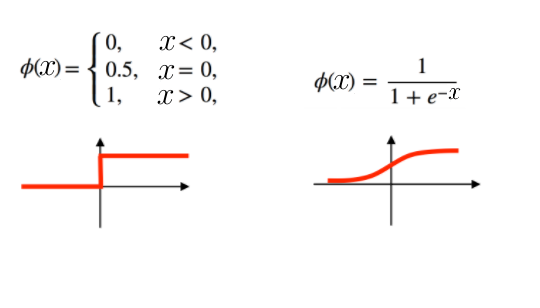 ϕ(x) = { 0, x < 0,
0.5, x = 0,
1, x > 0,
ϕ(x) = 1 / (1 + e^{−x})